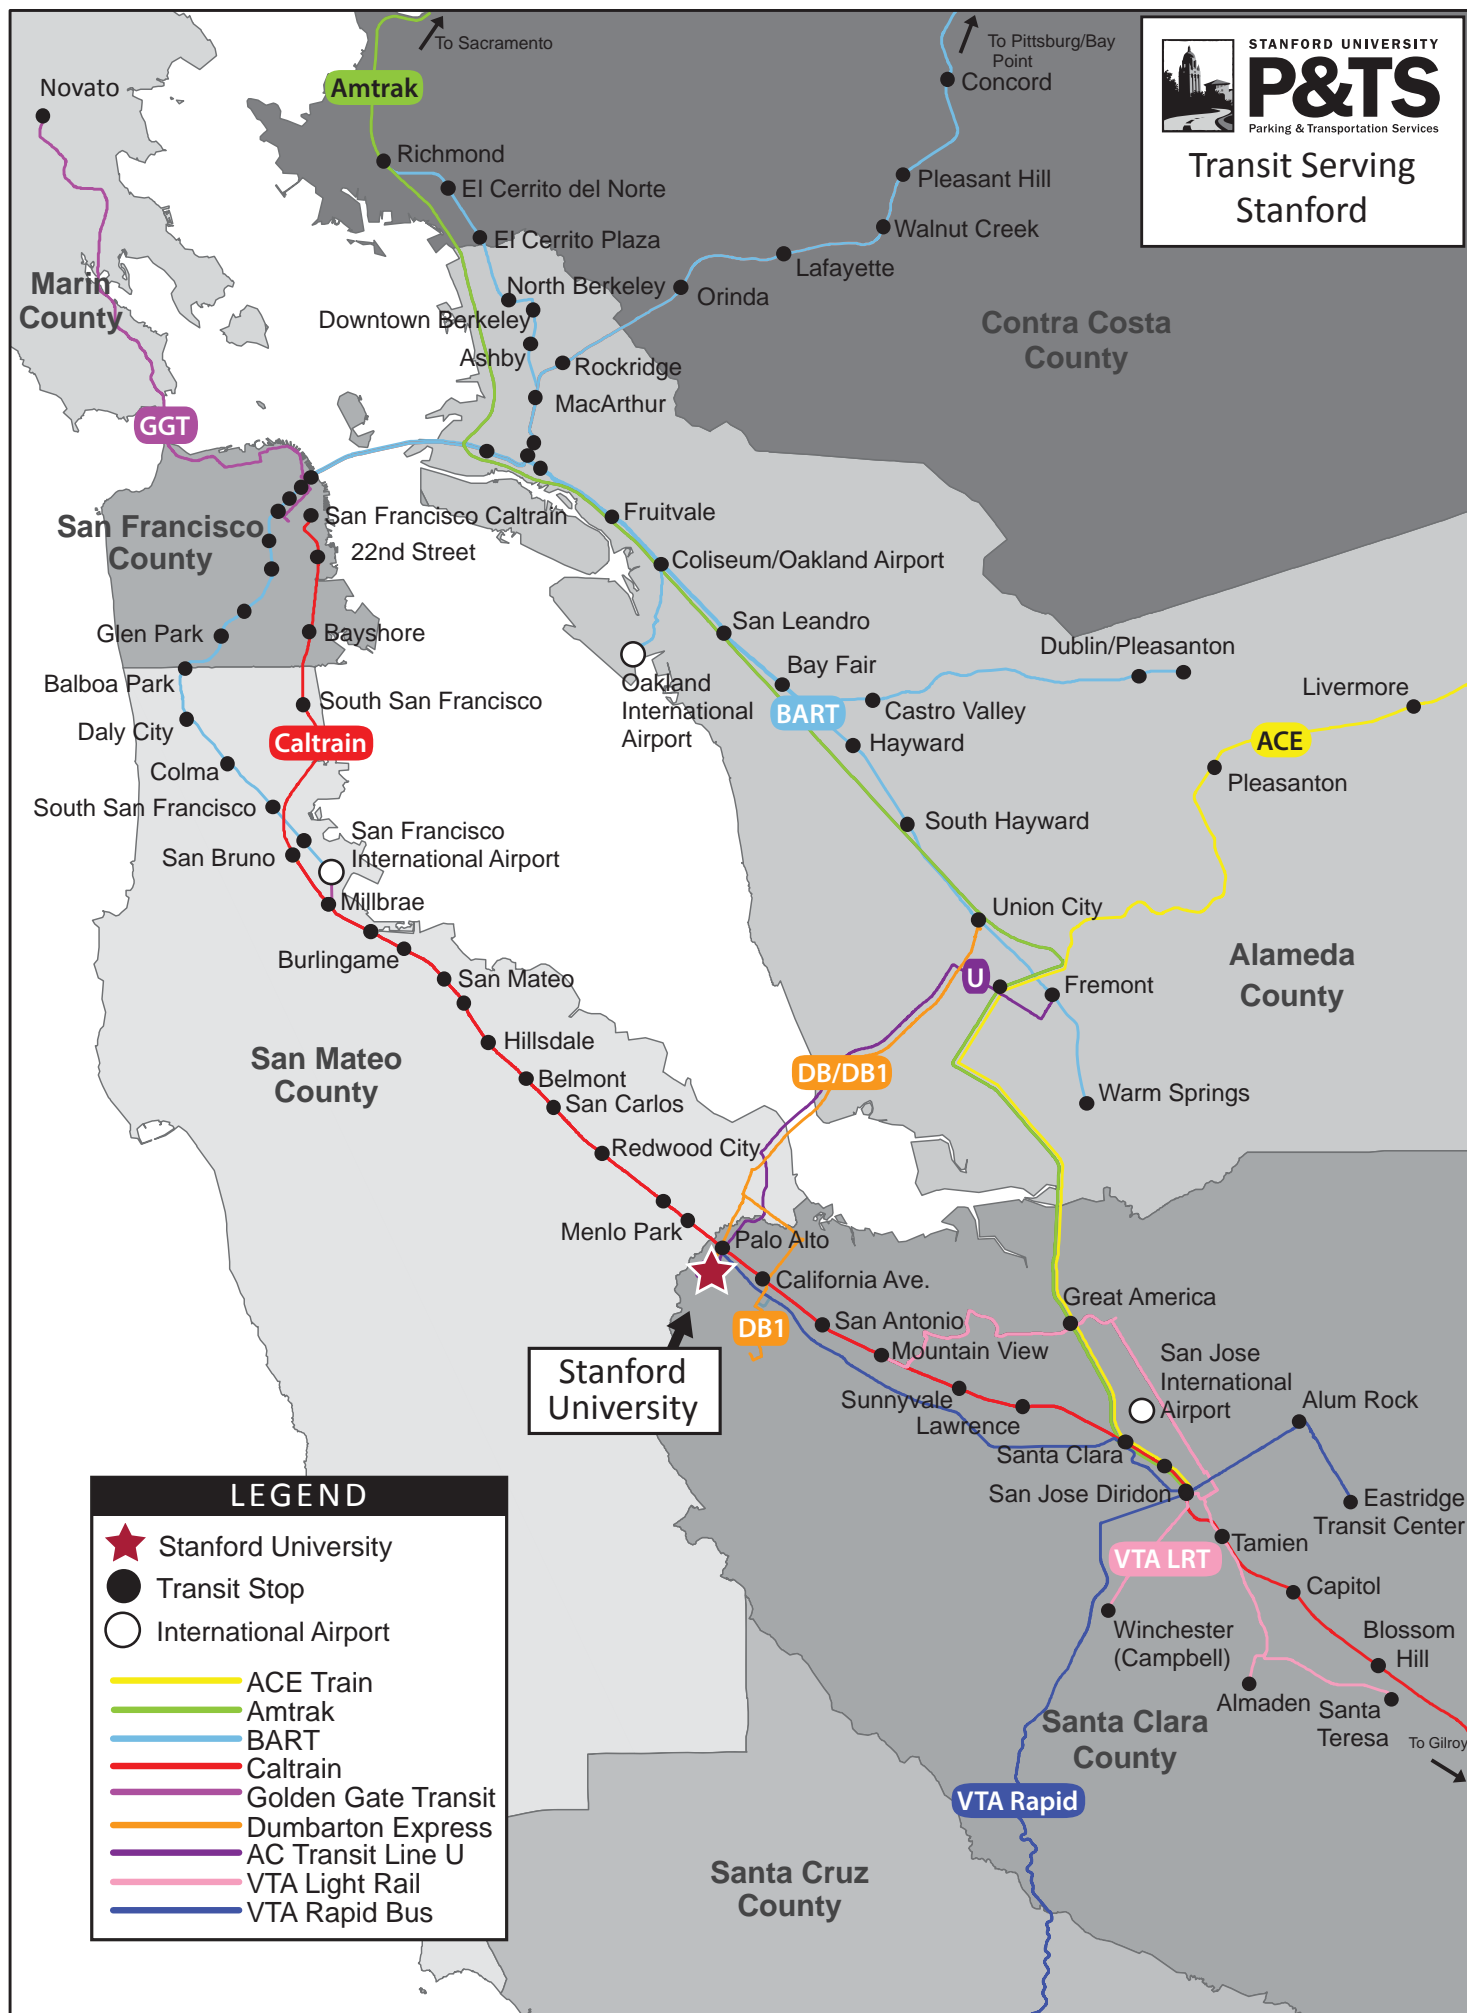 To Sacramento
To Pittsburg/Bay
Point
STANFORD UNIVERSITY
P&TS
Parking & Transportation Services
Transit Serving
Stanford
Novato
Amtrak
Concord
Richmond
El Cerrito del Norte
Pleasant Hill
El Cerrito Plaza
Walnut Creek
Lafayette
Marin
County
North Berkeley
Orinda
Downtown Berkeley
Contra Costa
County
Ashby
Rockridge
MacArthur
GGT
San Francisco
County
San Francisco Caltrain
Fruitvale
22nd Street
Coliseum/Oakland Airport
Glen Park
Bayshore
San Leandro
Balboa Park
Oakland
International
Airport
Bay Fair
Dublin/Pleasanton
Livermore
South San Francisco
BART
Castro Valley
Daly City
Caltrain
Hayward
ACE
Colma
Pleasanton
South San Francisco
San Francisco
International Airport
South Hayward
San Bruno
Millbrae
Union City
Burlingame
Alameda
County
San Mateo
U
Fremont
Hillsdale
San Mateo
County
DB/DB1
Belmont
San Carlos
Warm Springs
Redwood City
Menlo Park
Palo Alto
California Ave.
Great America
DB1
San Antonio
Mountain View
San Jose
International
Airport
Stanford
University
Sunnyvale
Lawrence
Alum Rock
Santa Clara
San Jose Diridon
Eastridge
Transit Center
Tamien
VTA LRT
Capitol
Winchester
(Campbell)
Blossom
Hill
Almaden
Santa
Teresa
Santa Clara
County
To Gilroy
VTA Rapid
Santa Cruz
County
LEGEND
Stanford University
Transit Stop
International Airport
ACE Train
Amtrak
BART
Caltrain
Golden Gate Transit
Dumbarton Express
AC Transit Line U
VTA Light Rail
VTA Rapid Bus